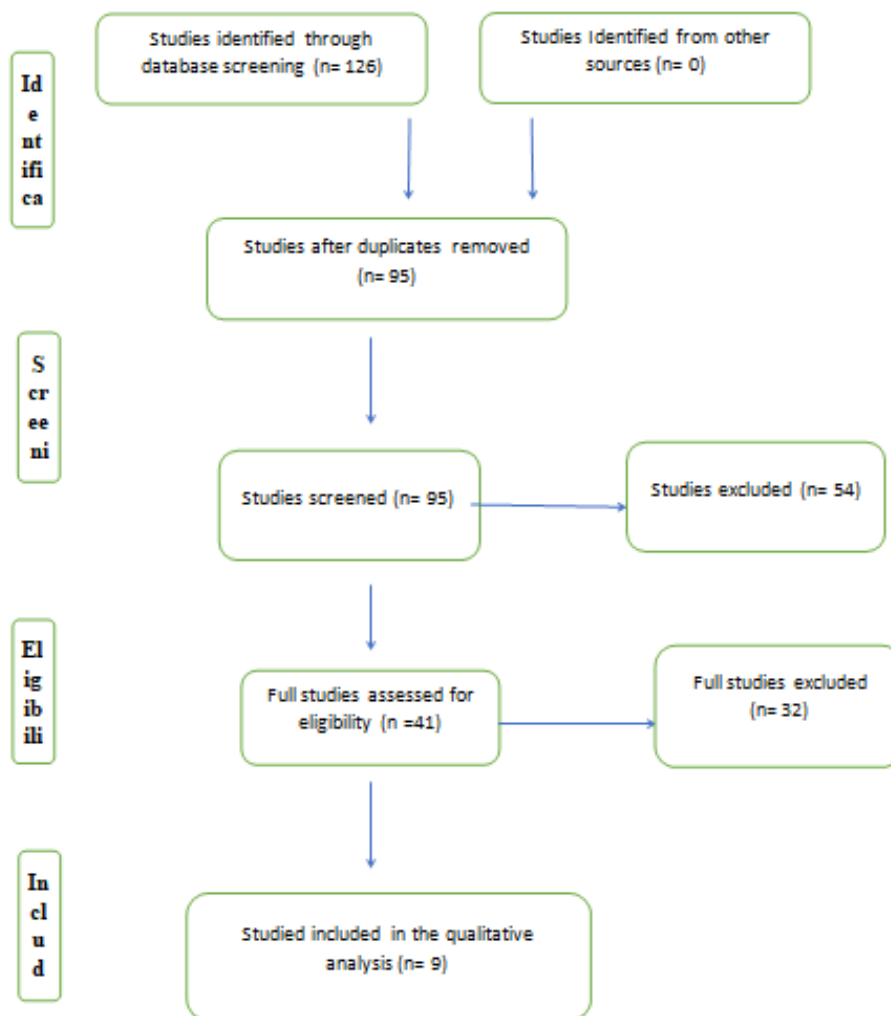 Id
e
nt
ifi
ca
Studies identified through
database screening (n= 126)
Studies Identified from other
sources (n= 0)
Studies after duplicates removed
(n= 95)
S
cr
ee
ni
Studies screened (n= 95)
Studies excluded (n= 54)
El
ig
ib
ili
Full studies assessed for
eligibility (n =41)
Full studies excluded
(n= 32)
In
cl
u
d
Studied included in the qualitative
analysis (n= 9)